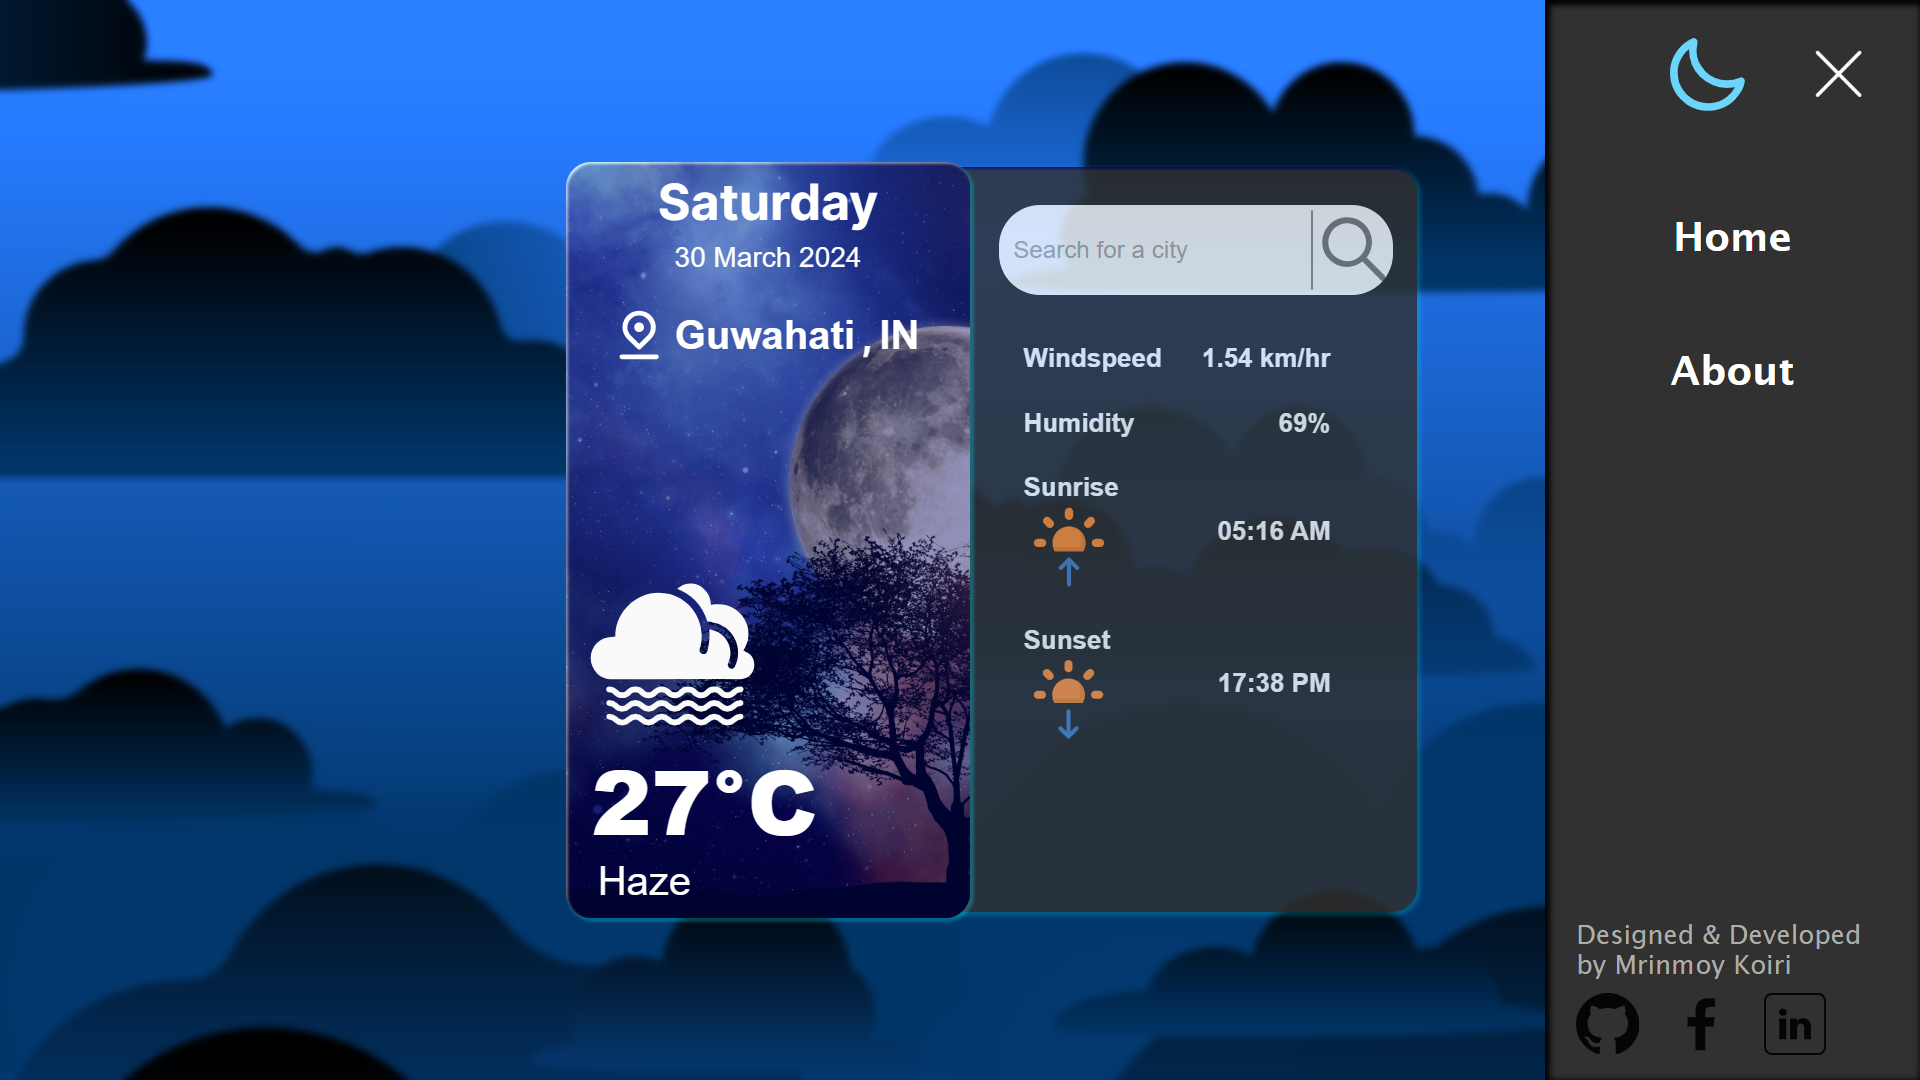 Saturday
30 March 2024
Guwahati , IN
27°C
Haze
Search for a city
Windspeed 1.54 km/hr
Humidity 69%
Sunrise
05:16 AM
Sunset
17:38 PM
Home
About
Designed & Developed
by Mrinmoy Koiri
in